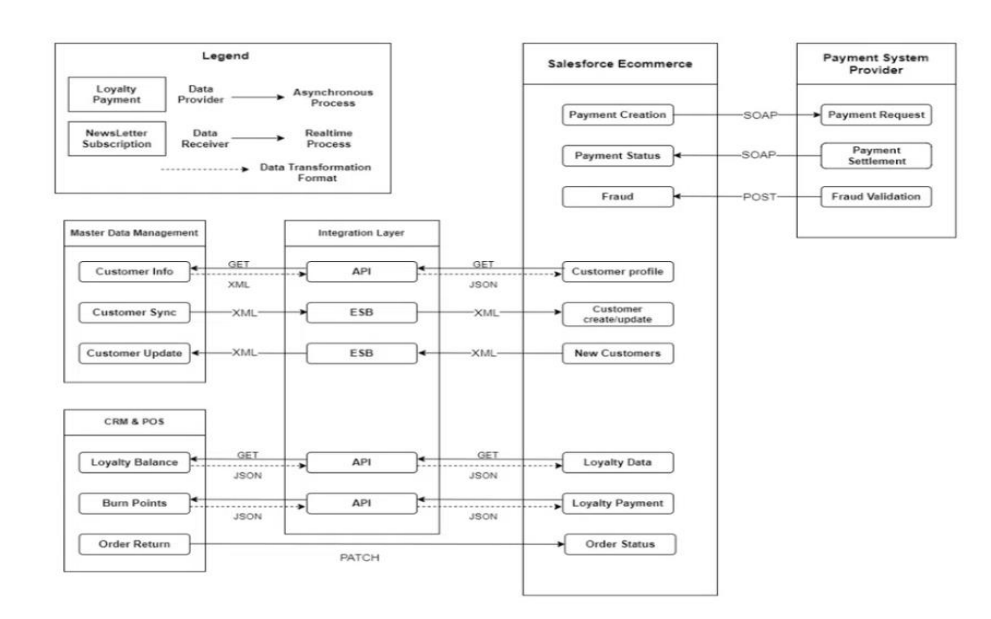 Legend
Loyalty
Payment
Data
Provider
Asynchronous
Process
NewsLetter
Subscription
Data
Receiver
Realtime
Process
Data Transformation
Format
Salesforce Ecommerce
Payment System
Provider
Payment Creation
SOAP
Payment Request
Payment Status
SOAP
Payment
Settlement
Fraud
POST
Fraud Validation
Master Data Management
Integration Layer
Customer Info
GET
XML
API
GET
JSON
Customer profile
Customer Sync
XML
ESB
XML
Customer
create/update
Customer Update
XML
ESB
XML
New Customers
CRM & POS
Loyalty Balance
GET
JSON
API
GET
JSON
Loyalty Data
Burn Points
JSON
API
JSON
Loyalty Payment
Order Return
PATCH
Order Status